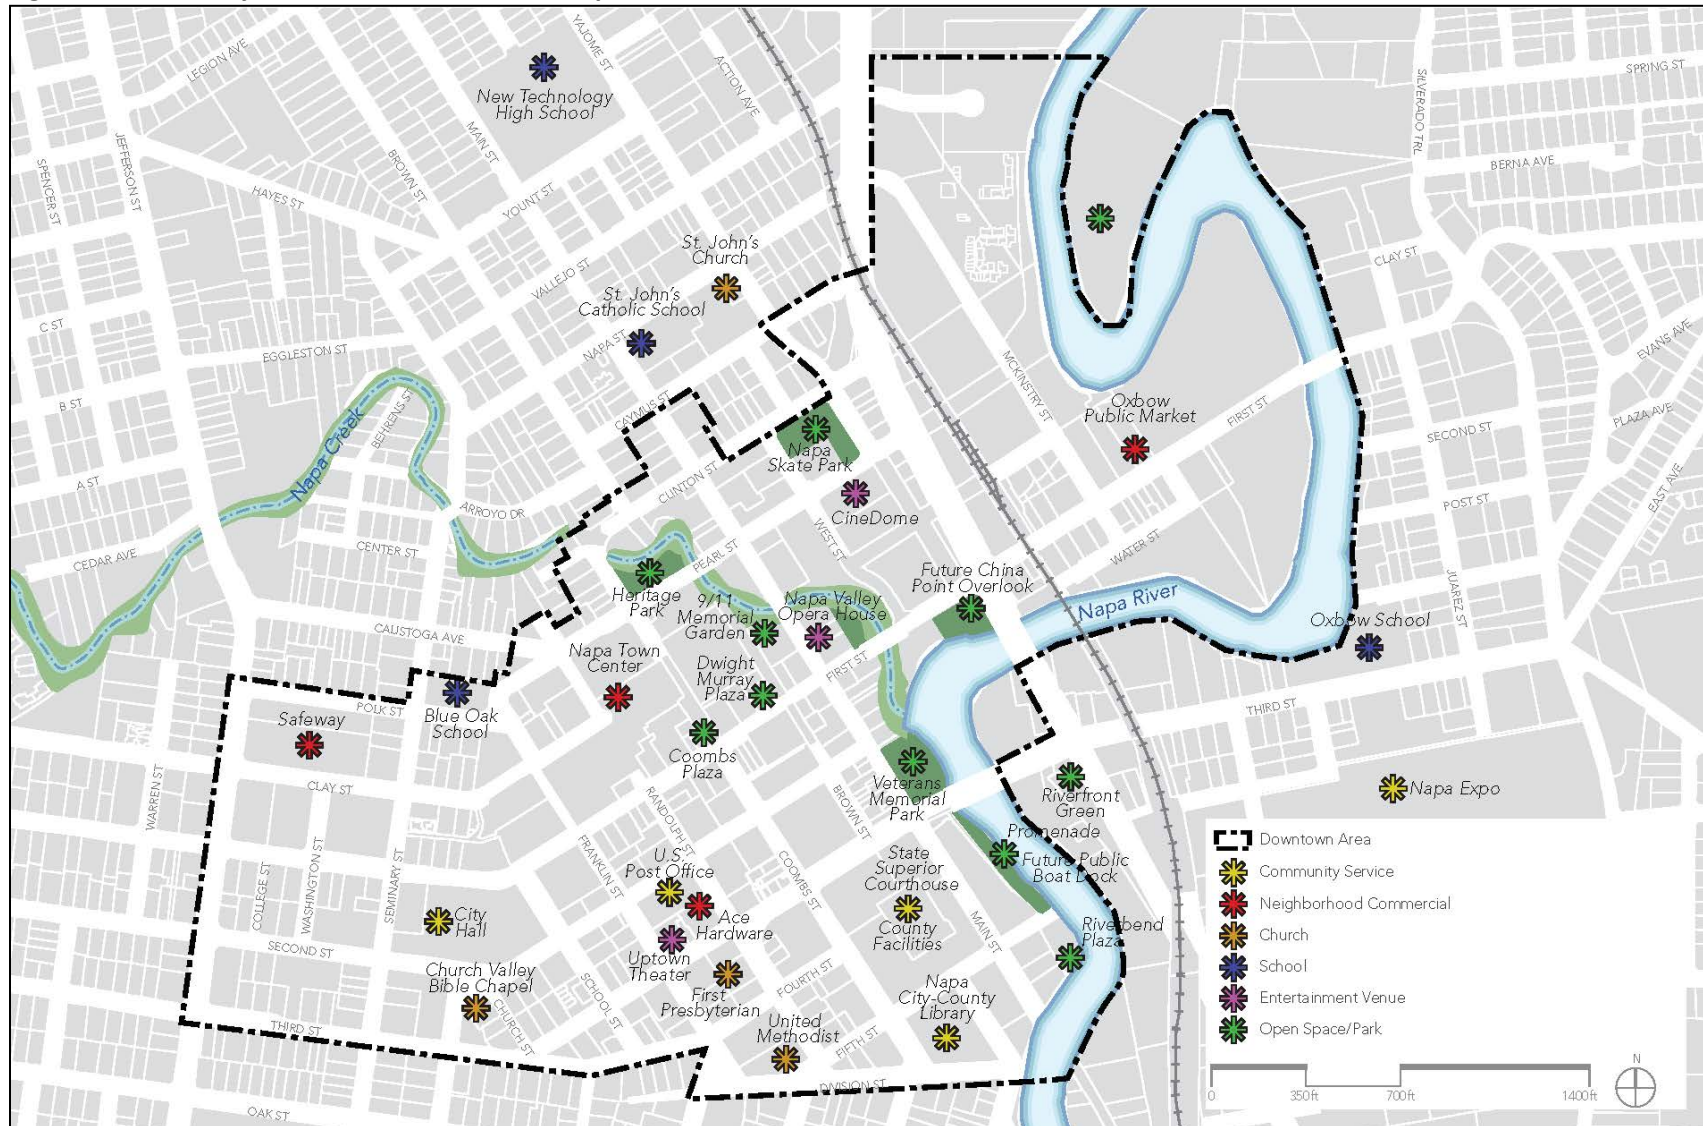 LEGION AVE
YAJOME ST
ACTION AVE
SILVERADO TRL
SPRING ST
New Technology
High School
SPENCER ST
JEFFERSON ST
BROWN ST
MAIN ST
HAYES ST
YOUNT ST
BERNA AVE
St. John's
Church
VALLEJO ST
CLAY ST
St. John's
Catholic School
NAPA ST
C ST
EGGLESTON ST
EVANS AVE
MCKINSTRY ST
B ST
BEHRENS ST
CAYMUS ST
Oxbow
Public Market
FIRST ST
PLAZA AVE
SECOND ST
Napa Creek
Napa
Skate Park
A ST
CLINTON ST
EAST AVE
ARROYO DR
CineDome
POST ST
CEDAR AVE
CENTER ST
WEST ST
WATER ST
PEARL ST
Future China
Point Overlook
JUAREZ ST
Heritage
Park
9/11
Memorial
Garden
Napa Valley
Opera House
Napa River
Oxbow School
CALISTOGA AVE
Napa Town
Center
Dwight
Murray
Plaza
FIRST ST
POLK ST
Blue Oak
School
Safeway
THIRD ST
Coombs
Plaza
WARREN ST
CLAY ST
Veterans
Memorial
Park
Riverfront
Green
Napa Expo
RANDOLPH ST
BROWN ST
Promenade
Future Public
Boat Dock
FRANKLIN ST
U.S.
Post Office
COOMBS ST
State
Superior
Courthouse
COLLEGE ST
WASHINGTON ST
SEMINARY ST
City
Hall
Ace
Hardware
County
Facilities
MAIN ST
Riverbend
Plaza
SECOND ST
Uptown
Theater
Church Valley
Bible Chapel
SCHOOL ST
First
Presbyterian
FOURTH ST
Napa
City-County
Library
THIRD ST
CHURCH ST
United
Methodist
FIFTH ST
DIVISION ST
OAK ST
Downtown Area
Community Service
Neighborhood Commercial
Church
School
Entertainment Venue
Open Space/Park
N
0 350ft 700ft 1400ft